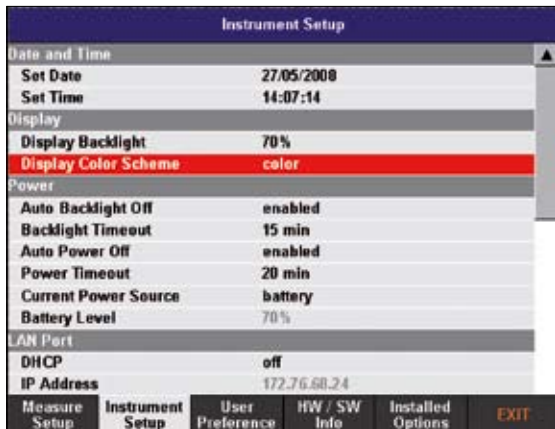 Instrument Setup
Date and Time
Set Date 27/05/2008
Set Time 14:07:14
Display
Display Backlight 70%
Display Color Scheme color
Power
Auto Backlight Off enabled
Backlight Timeout 15 min
Auto Power Off enabled
Power Timeout 20 min
Current Power Source battery
Battery Level 70%
LAN Port
DHCP off
IP Address 172.76.68.24
Measure Setup
Instrument Setup
User Preference
HW / SW Info
Installed Options
EXIT